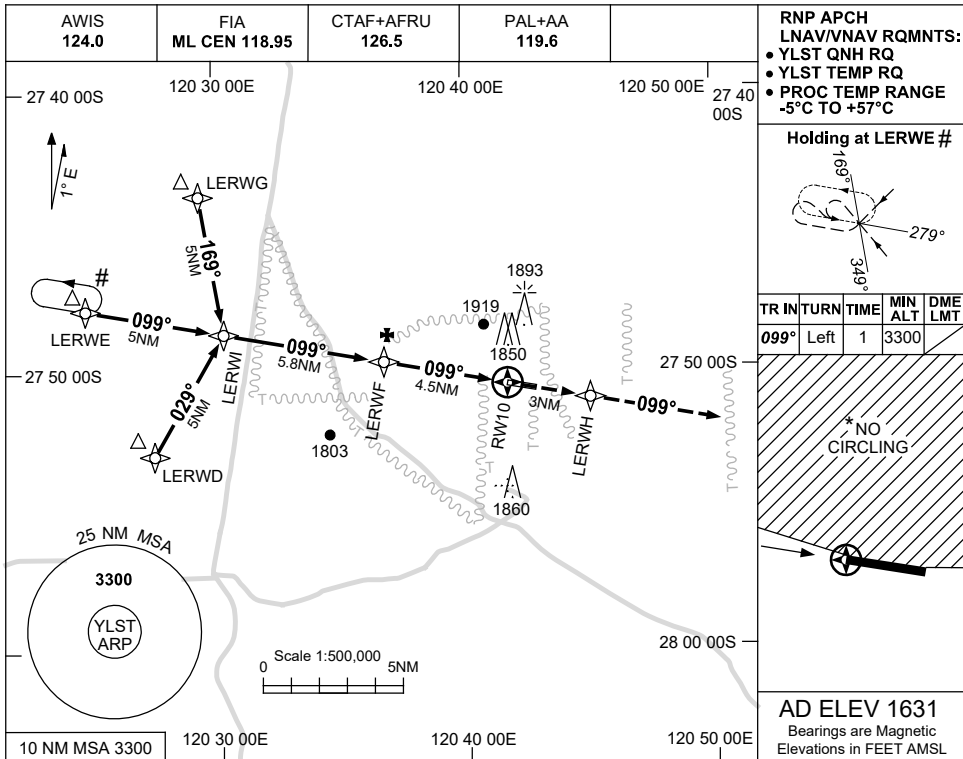 AWIS
124.0
FIA
ML CEN 118.95
CTAF+AFRU
126.5
PAL+AA
119.6
RNP APCH
LNAV/VNAV RQMNTS:
• YLST QNH RQ
• YLST TEMP RQ
• PROC TEMP RANGE
-5°C TO +57°C
27 40 00S
120 30 00E
120 40 00E
120 50 00E
27 40
00S
1° E
LERWG
169°
5NM
#
LERWE
099°
5NM
LERWI
029°
5NM
LERWD
099°
5.8NM
LERWF
099°
4.5NM
RW10
3NM
LERWH
099°
1893
1919
1850
1803
1860
27 50 00S
27 50 00S
25 NM MSA
3300
YLST
ARP
Scale 1:500,000
0
5NM
28 00 00S
10 NM MSA 3300
120 30 00E
120 40 00E
120 50 00E
Holding at LERWE #
169°
279°
349°
TR IN TURN TIME MIN ALT DME LMT
099° Left 1 3300
*NO
CIRCLING
AD ELEV 1631
Bearings are Magnetic
Elevations in FEET AMSL